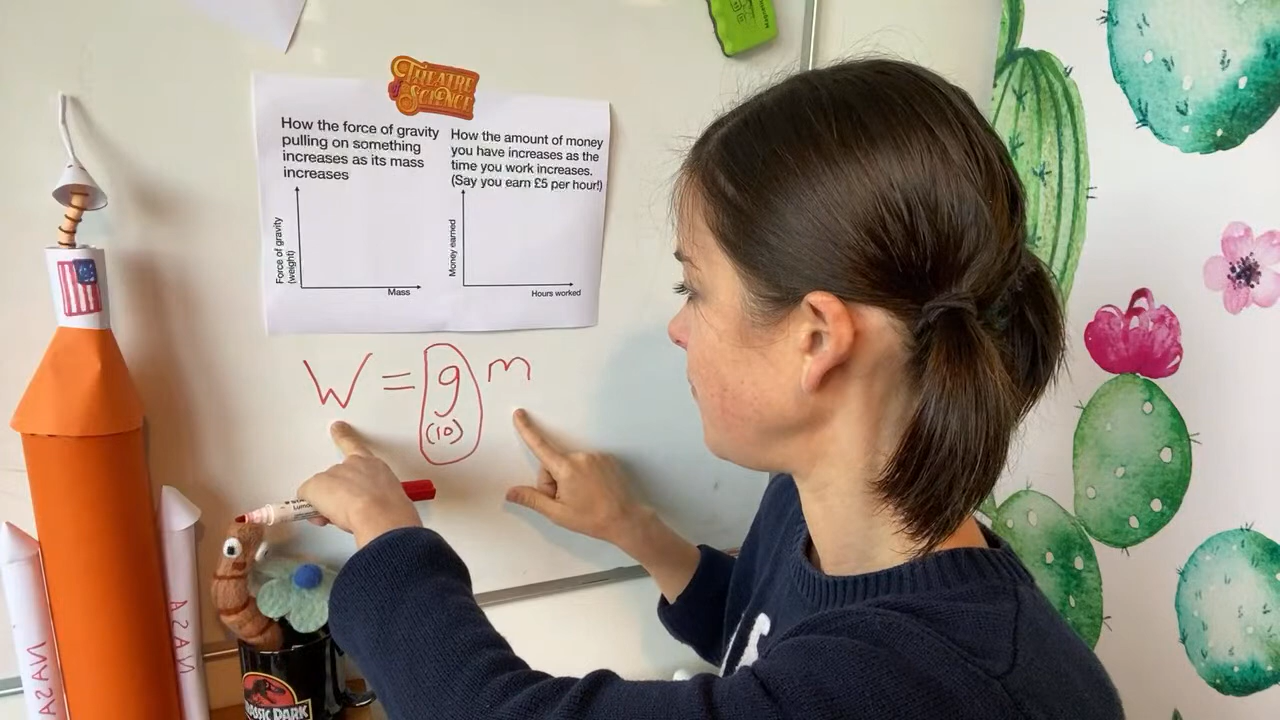 THEATRE
of SCIENCE
How the force of gravity
pulling on something
increases as its mass
increases
Force of gravity
(weight)
Mass
How the amount of money
you have increases as the
time you work increases.
(Say you earn £5 per hour!)
Money earned
Hours worked
W = g m
(10)
NASA
NASA
JURASSIC PARK